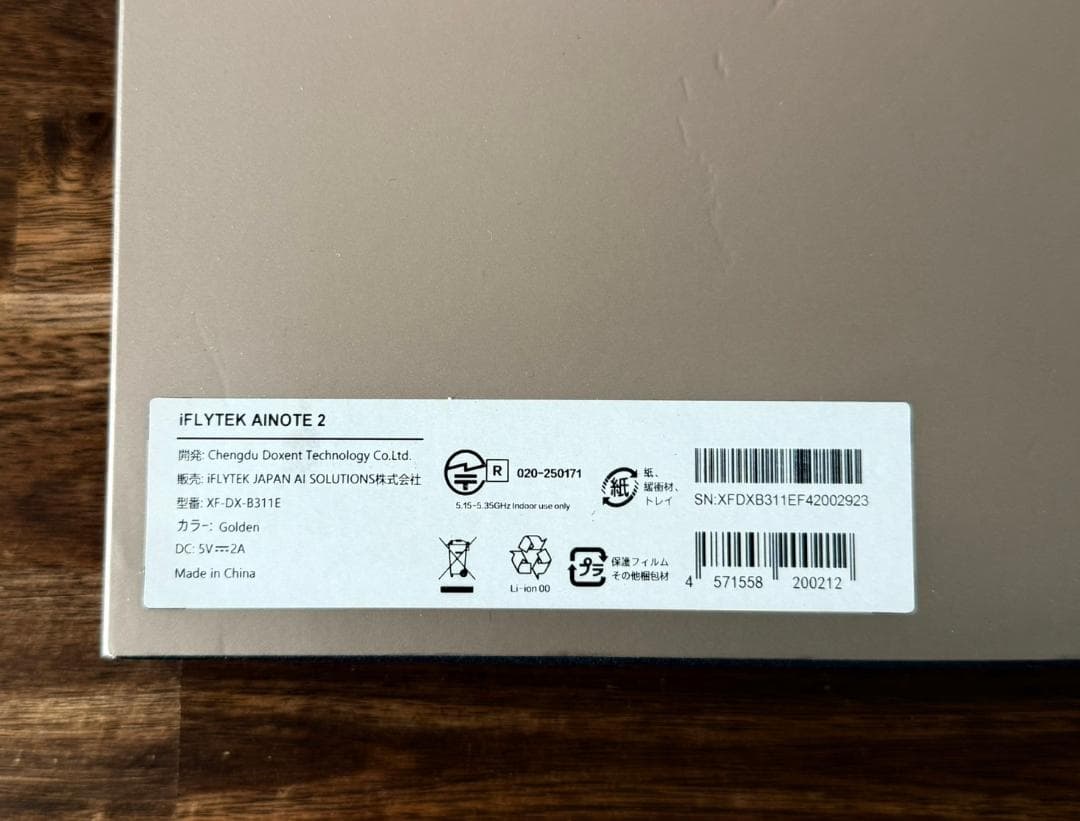 iFLYTEK AINOTE 2
開発: Chengdu Doxent Technology Co,Ltd.
販売: iFLYTEK JAPAN AI SOLUTIONS株式会社
型番: XF-DX-B311E
カラー: Golden
DC: 5V⎓2A
Made in China
R 020-250171
5.15-5.35GHz Indoor use only
紙
紙、
緩衝材、
トレイ
Li-ion 00
プラ
保護フィルム
その他梱包材
SN:XFDXB311EF42002923
4 571558 200212